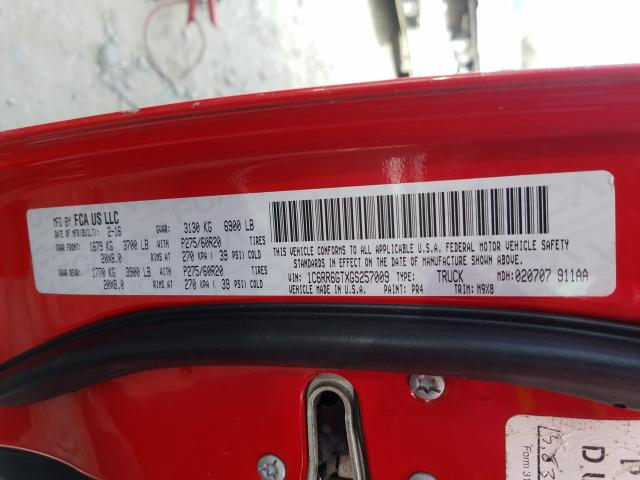 MFD BY FCA US LLC
DATE OF MFR(BUILT): 2-16 GVWR: 3130 KG 6900 LB
GAWR FRONT: 1679 KG 3700 LB P275/60R20 TIRES
20X8.0 RIMS AT 270 KPA ( 39 PSI) COLD
GAWR REAR: 1770 KG 3900 LB P275/60R20 TIRES
20X8.0 RIMS AT 270 KPA ( 39 PSI) COLD
THIS VEHICLE CONFORMS TO ALL APPLICABLE U.S.A. FEDERAL MOTOR VEHICLE SAFETY
STANDARDS IN EFFECT ON THE DATE OF MANUFACTURE SHOWN ABOVE.
VIN: 1C6RR6GTXGS257009 TYPE: TRUCK MDH: 020707 911AA
VEHICLE MADE IN U.S.A. PAINT: PR4 TRIM: M9X8
Form 31